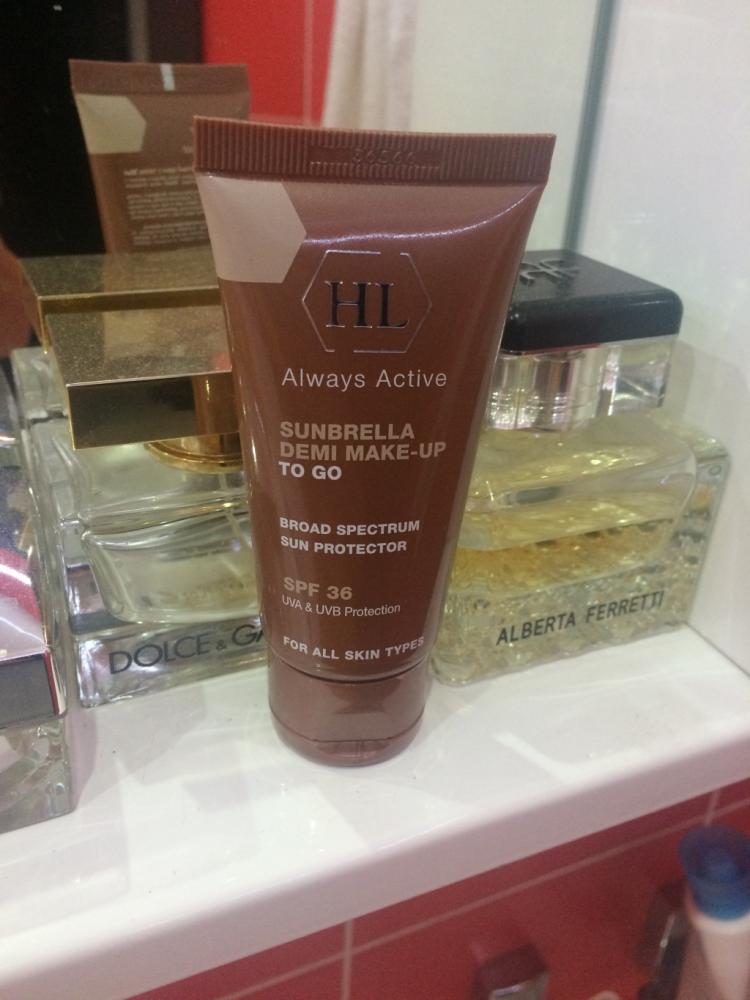 HL
Always Active
SUNBRELLA
DEMI MAKE-UP
TO GO
BROAD SPECTRUM
SUN PROTECTOR
SPF 36
UVA & UVB Protection
FOR ALL SKIN TYPES
DOLCE & GA
ALBERTA FERRETTI